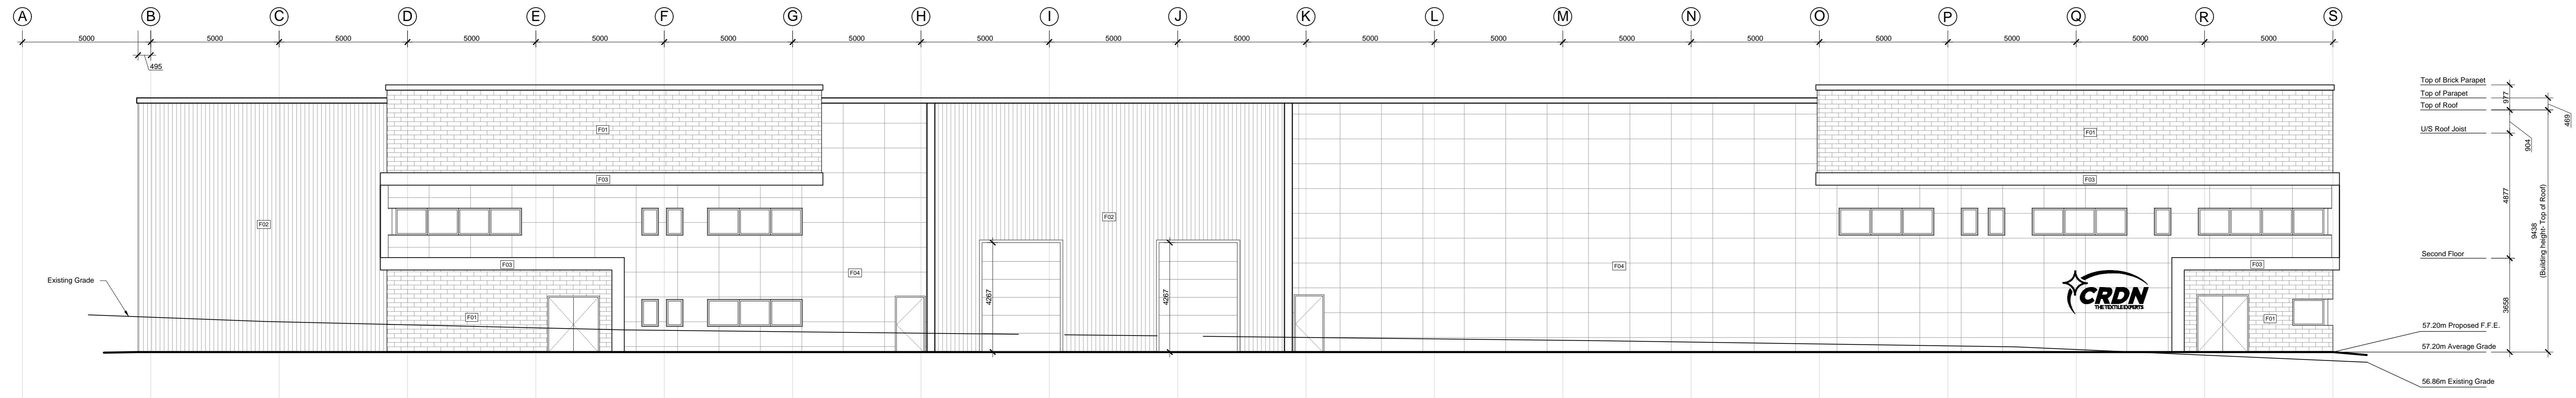 A B C D E F G H I J K L M N O P Q R S
5000 5000 5000 5000 5000 5000 5000 5000 5000 5000 5000 5000 5000 5000 5000 5000 5000 5000
495
Top of Brick Parapet
Top of Parapet
Top of Roof
U/S Roof Joist
977
469
904
4877
9438
(Building height- Top of Roof)
3658
Second Floor
57.20m Proposed F.F.E.
57.20m Average Grade
56.86m Existing Grade
F01
F01
F03
F03
F02
F02
F03
F03
F04
F04
Existing Grade
F01
F01
4267
4267
CRDN
THE TEXTILE EXPERTS